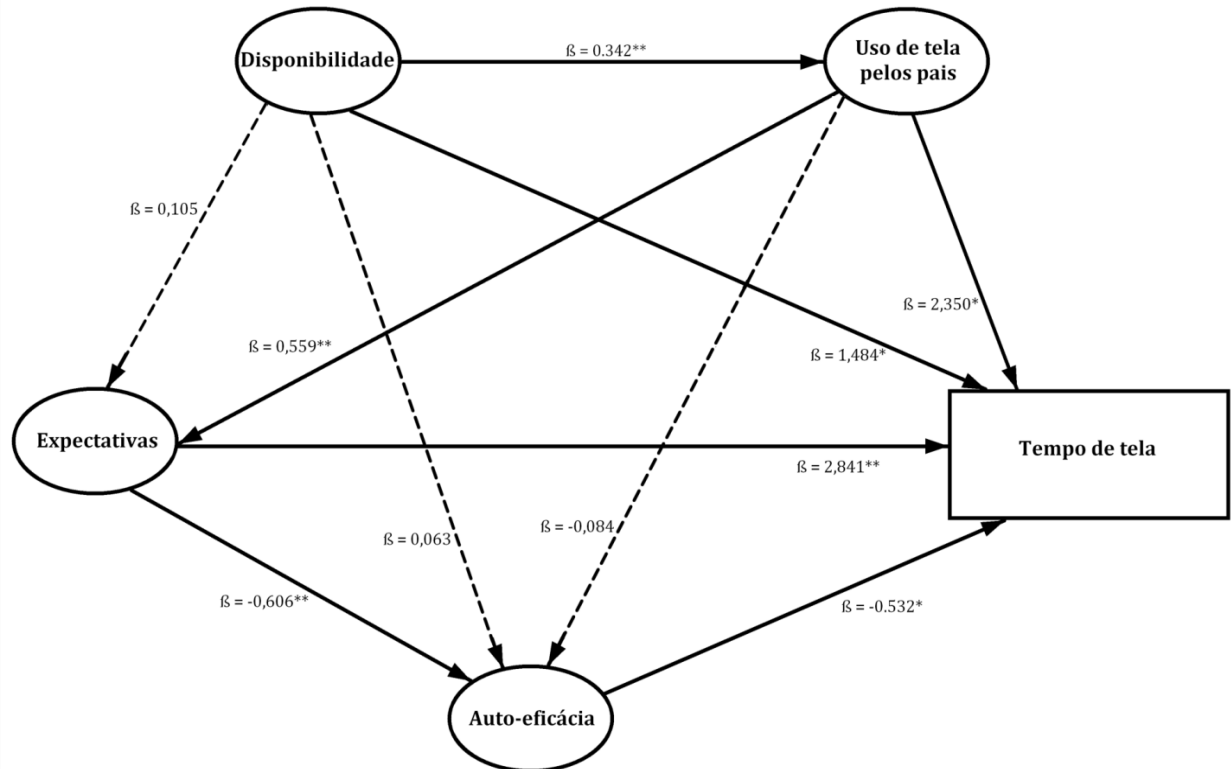 Disponibilidade
ß = 0.342**
Uso de tela
pelos pais
ß = 0,105
ß = 2,350*
ß = 0,559**
ß = 1,484*
Expectativas
Tempo de tela
ß = 2,841**
ß = 0,063
ß = -0,084
ß = -0,606**
ß = -0.532*
Auto-eficácia